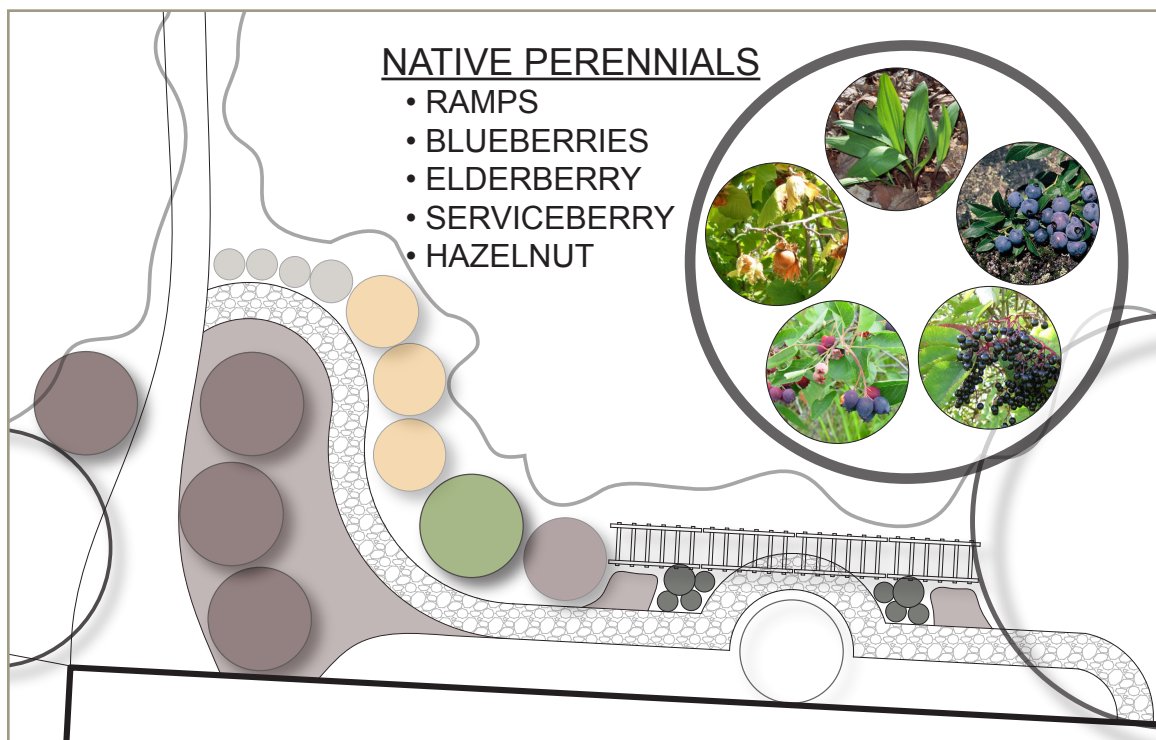 NATIVE PERENNIALS
• RAMPS
• BLUEBERRIES
• ELDERBERRY
• SERVICEBERRY
• HAZELNUT